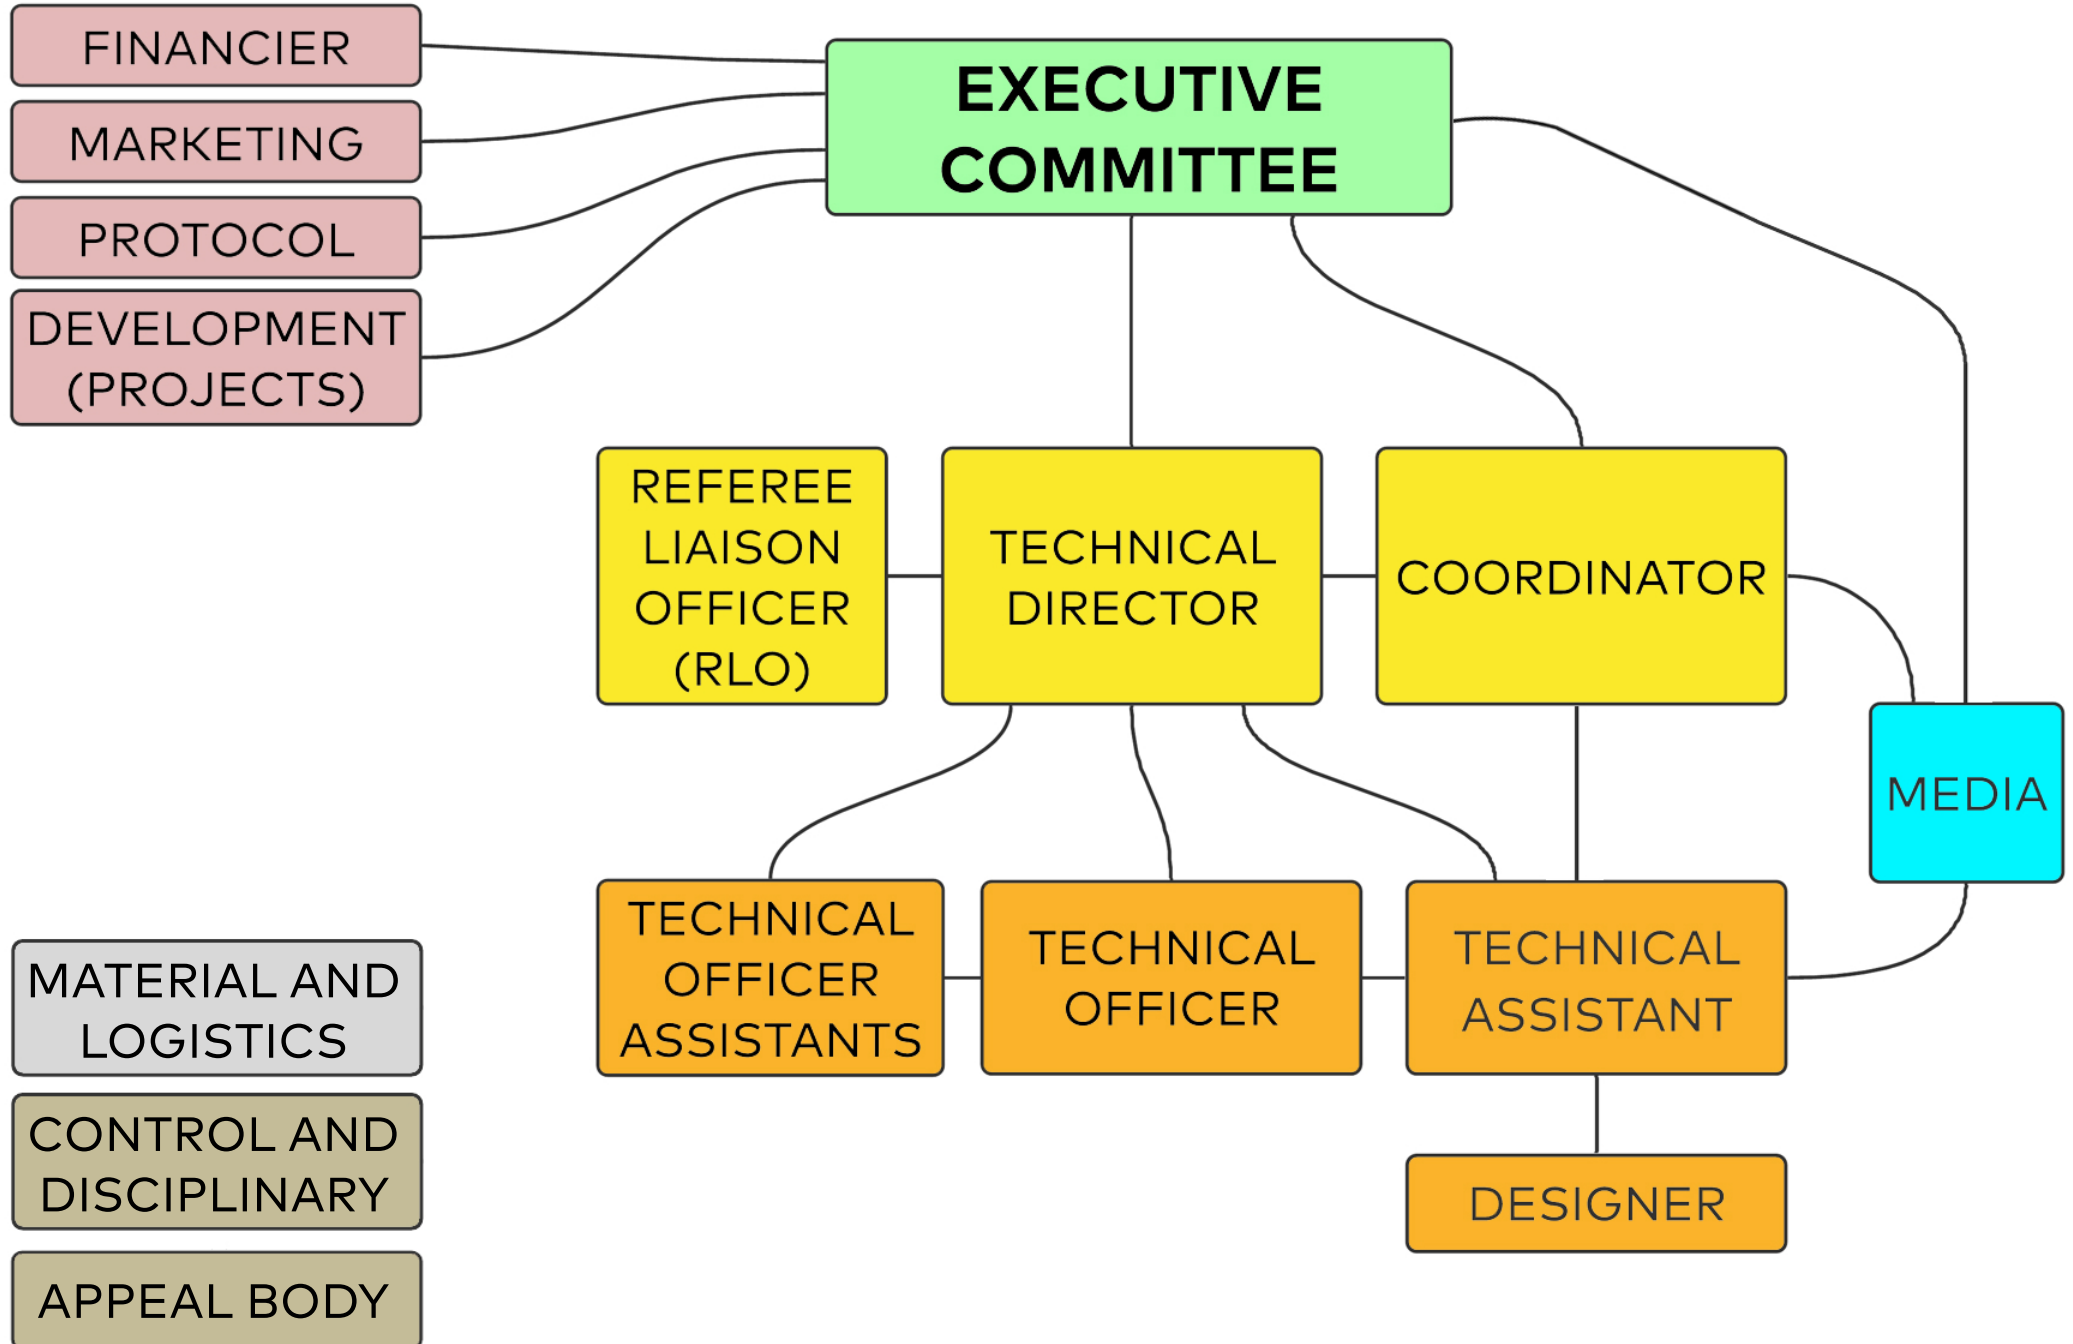 FINANCIER
MARKETING
PROTOCOL
DEVELOPMENT
(PROJECTS)
EXECUTIVE
COMMITTEE
REFEREE
LIAISON
OFFICER
(RLO)
TECHNICAL
DIRECTOR
COORDINATOR
MEDIA
TECHNICAL
OFFICER
ASSISTANTS
TECHNICAL
OFFICER
TECHNICAL
ASSISTANT
DESIGNER
MATERIAL AND
LOGISTICS
CONTROL AND
DISCIPLINARY
APPEAL BODY